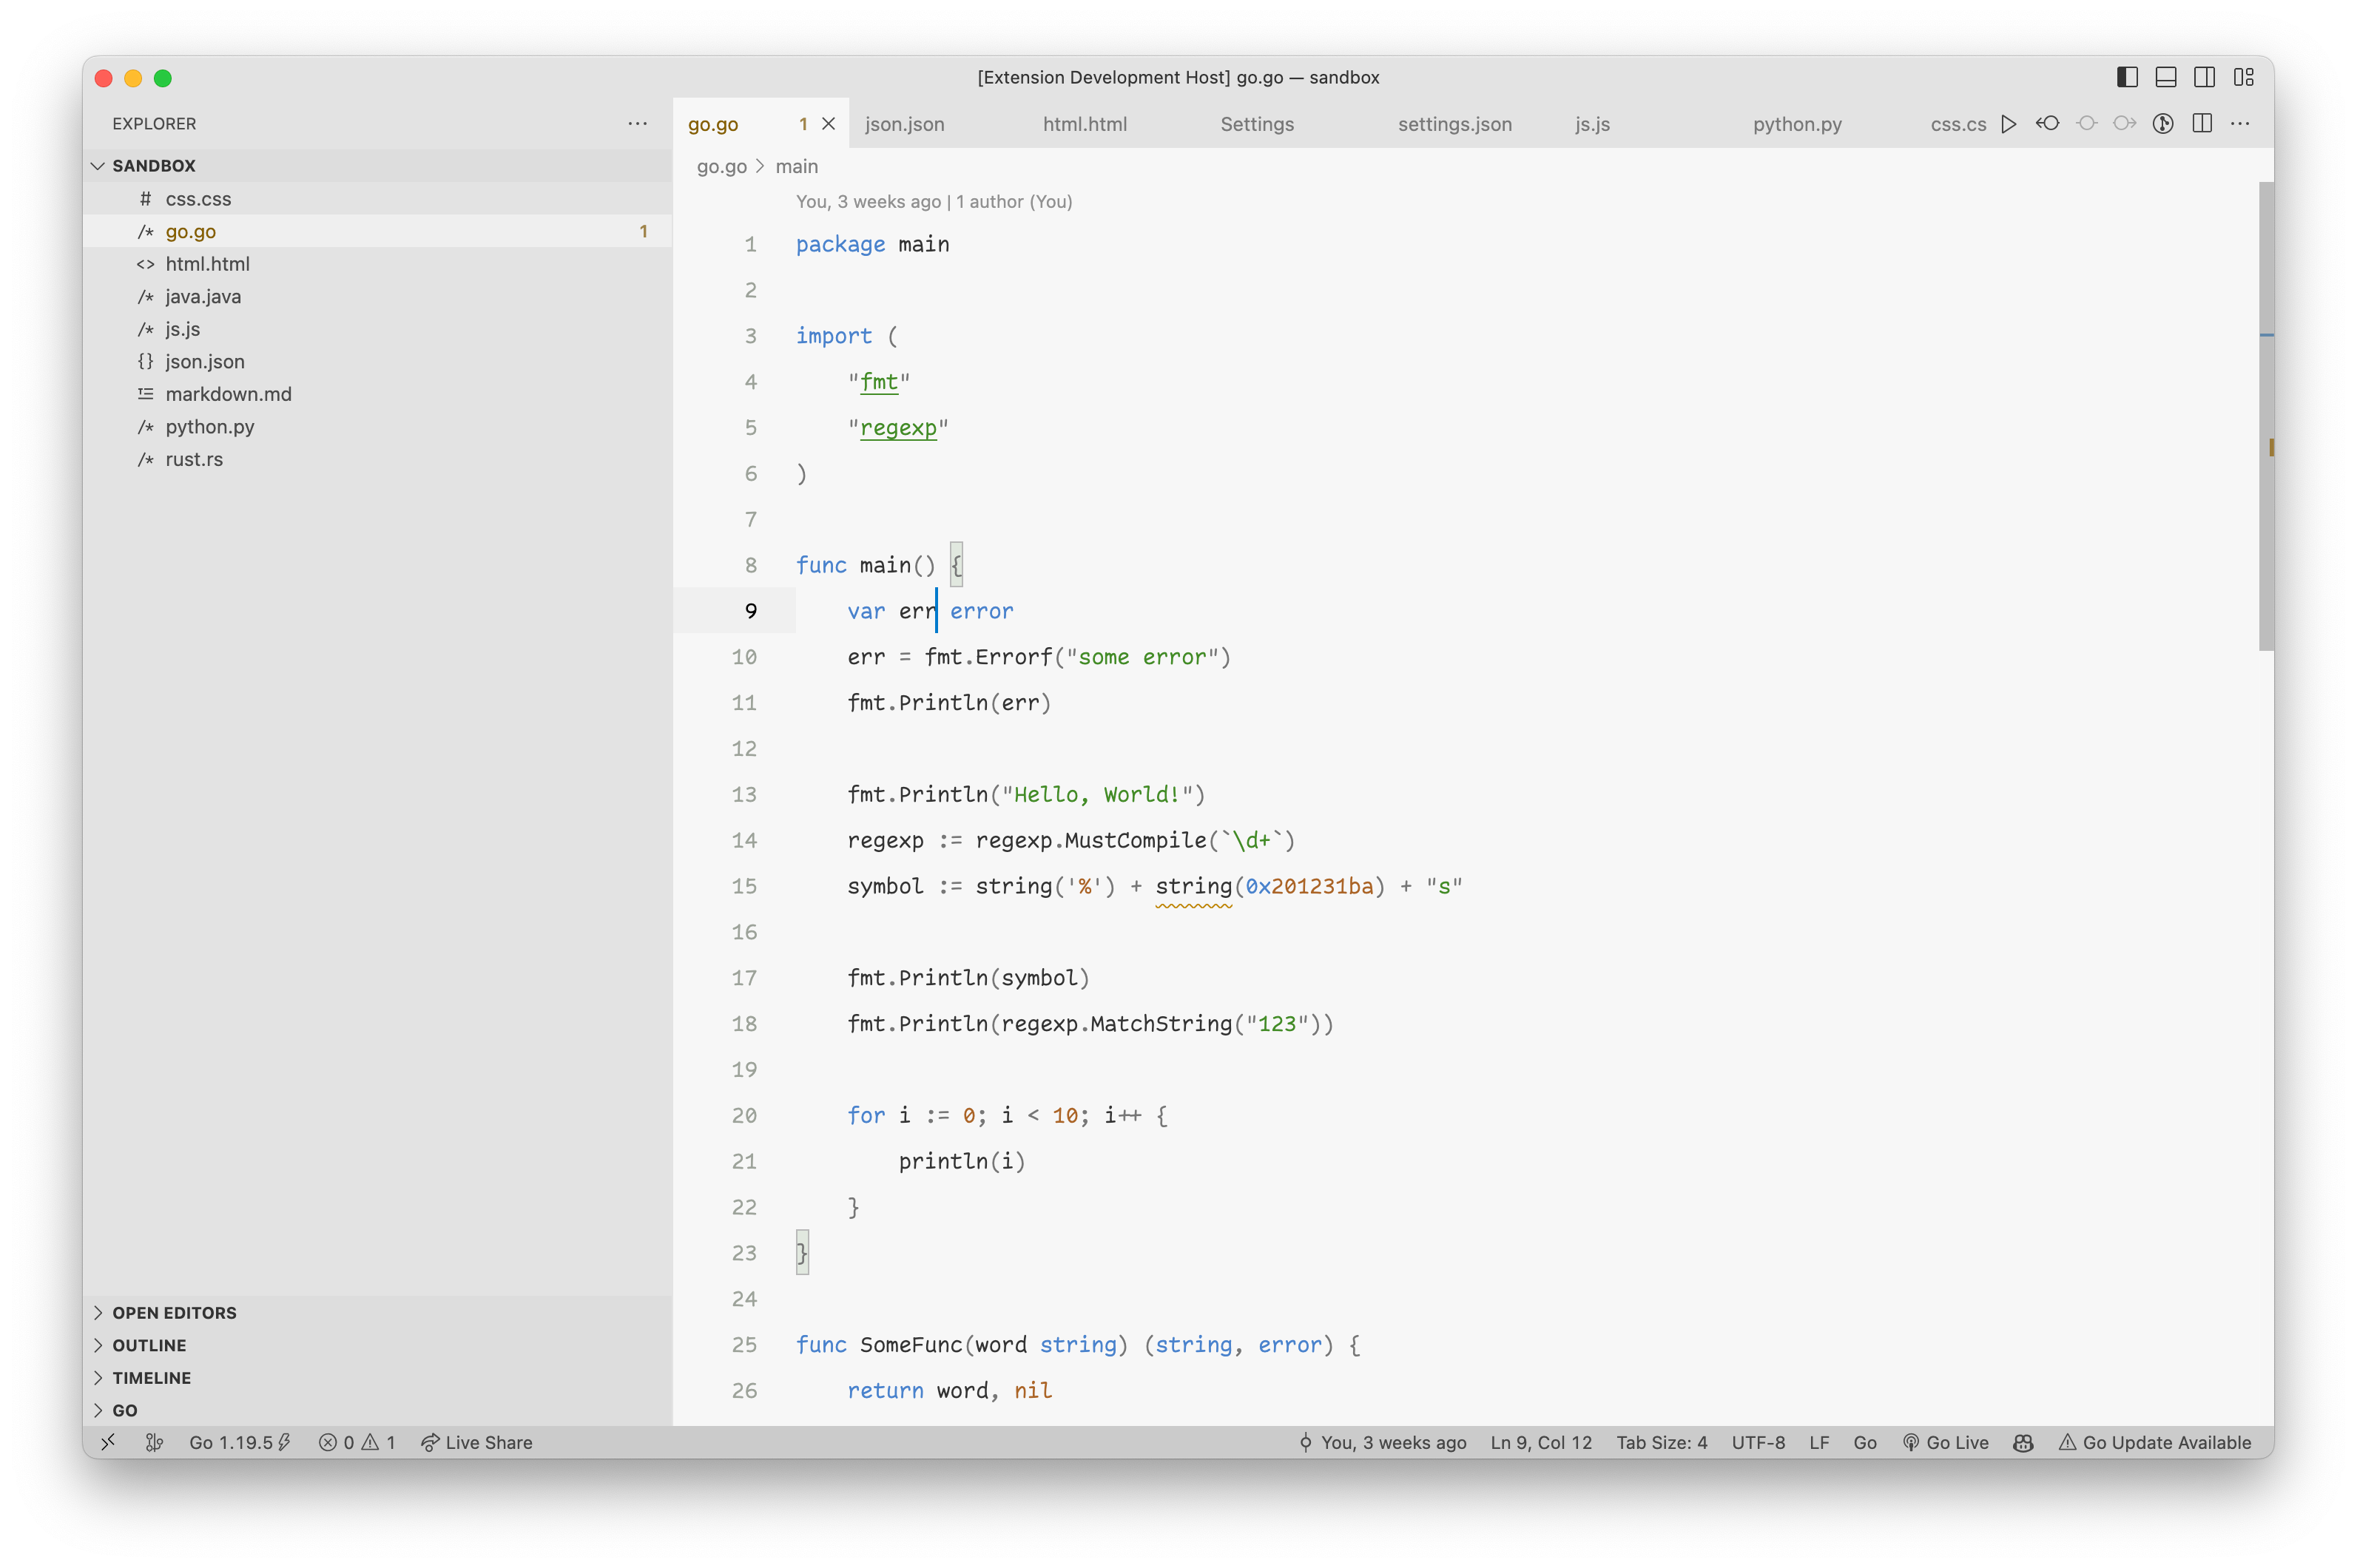 [Extension Development Host] go.go — sandbox
EXPLORER
SANDBOX
# css.css
/* go.go 1
<> html.html
/* java.java
/* js.js
{} json.json
markdown.md
/* python.py
/* rust.rs
OPEN EDITORS
OUTLINE
TIMELINE
GO
go.go 1 json.json html.html Settings settings.json js.js python.py css.cs
go.go > main
You, 3 weeks ago | 1 author (You)
1 package main
2
3 import (
4     "fmt"
5     "regexp"
6 )
7
8 func main() {
9     var err error
10     err = fmt.Errorf("some error")
11     fmt.Println(err)
12
13     fmt.Println("Hello, World!")
14     regexp := regexp.MustCompile(`\d+`)
15     symbol := string('%') + string(0x201231ba) + "s"
16
17     fmt.Println(symbol)
18     fmt.Println(regexp.MatchString("123"))
19
20     for i := 0; i < 10; i++ {
21         println(i)
22     }
23 }
24
25 func SomeFunc(word string) (string, error) {
26     return word, nil
Go 1.19.5 0 1 Live Share You, 3 weeks ago Ln 9, Col 12 Tab Size: 4 UTF-8 LF Go Go Live Go Update Available